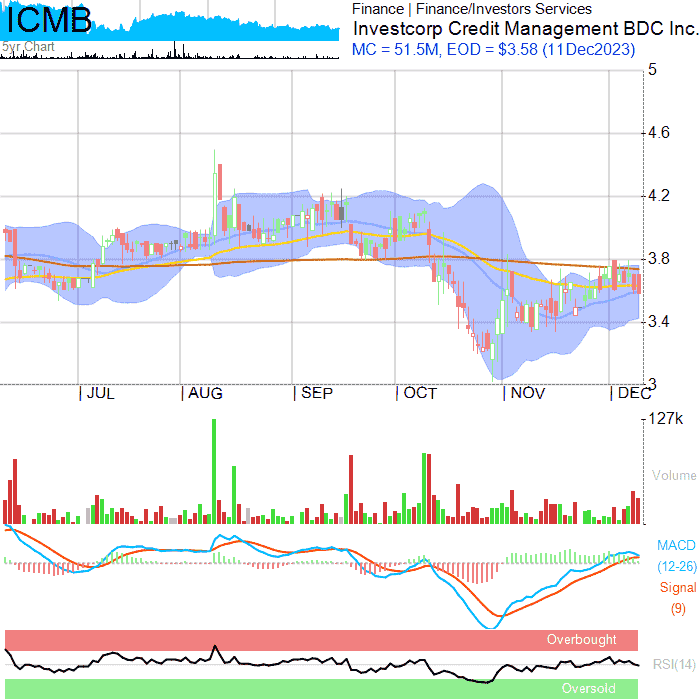 ICMB
5yr Chart
Finance | Finance/Investors Services
Investcorp Credit Management BDC Inc.
MC = 51.5M, EOD = $3.58 (11Dec2023)
5
4.6
4.2
3.8
3.4
3
JUL
AUG
SEP
OCT
NOV
DEC
127k
Volume
MACD
(12-26)
Signal
(9)
Overbought
RSI(14)
Oversold